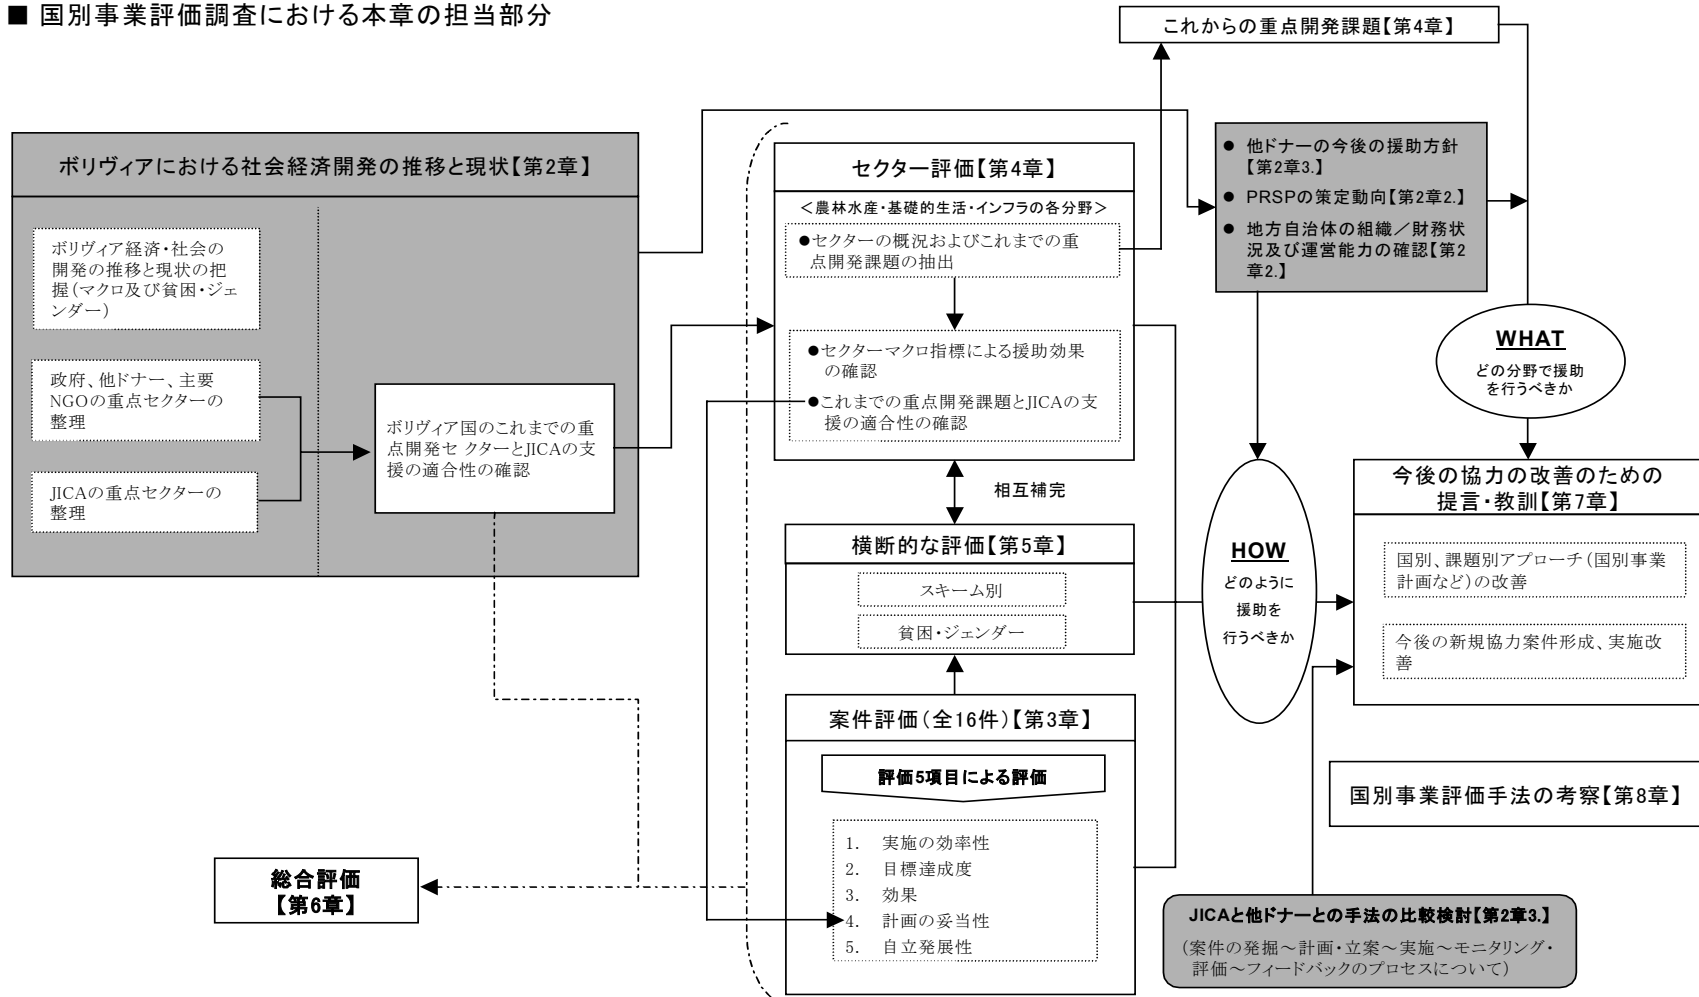 ■ 国別事業評価調査における本章の担当部分
これからの重点開発課題【第4章】
ボリヴィアにおける社会経済開発の推移と現状【第2章】
ボリヴィア経済・社会の
開発の推移と現状の把
握(マクロ及び貧困・ジェ
ンダー)
政府、他ドナー、主要
NGOの重点セクターの
整理
JICAの重点セクターの
整理
ボリヴィア国のこれまでの重
点開発セ クターとJICAの支
援の適合性の確認
セクター評価【第4章】
＜農林水産・基礎的生活・インフラの各分野＞
●セクターの概況およびこれまでの重
点開発課題の抽出
●セクターマクロ指標による援助効果
の確認
●これまでの重点開発課題とJICAの支
援の適合性の確認
相互補完
横断的な評価【第5章】
スキーム別
貧困・ジェンダー
案件評価(全16件)【第3章】
評価5項目による評価
1. 実施の効率性
2. 目標達成度
3. 効果
4. 計画の妥当性
5. 自立発展性
総合評価
【第6章】
● 他ドナーの今後の援助方針
【第2章3.】
● PRSPの策定動向【第2章2.】
● 地方自治体の組織／財務状
況及び運営能力の確認【第2
章2.】
WHAT
どの分野で援助
を行うべきか
HOW
どのように
援助を
行うべきか
今後の協力の改善のための
提言・教訓【第7章】
国別、課題別アプローチ(国別事業
計画など)の改善
今後の新規協力案件形成、実施改
善
国別事業評価手法の考察【第8章】
JICAと他ドナーとの手法の比較検討【第2章3.】
(案件の発掘～計画・立案～実施～モニタリング・
評価～フィードバックのプロセスについて)